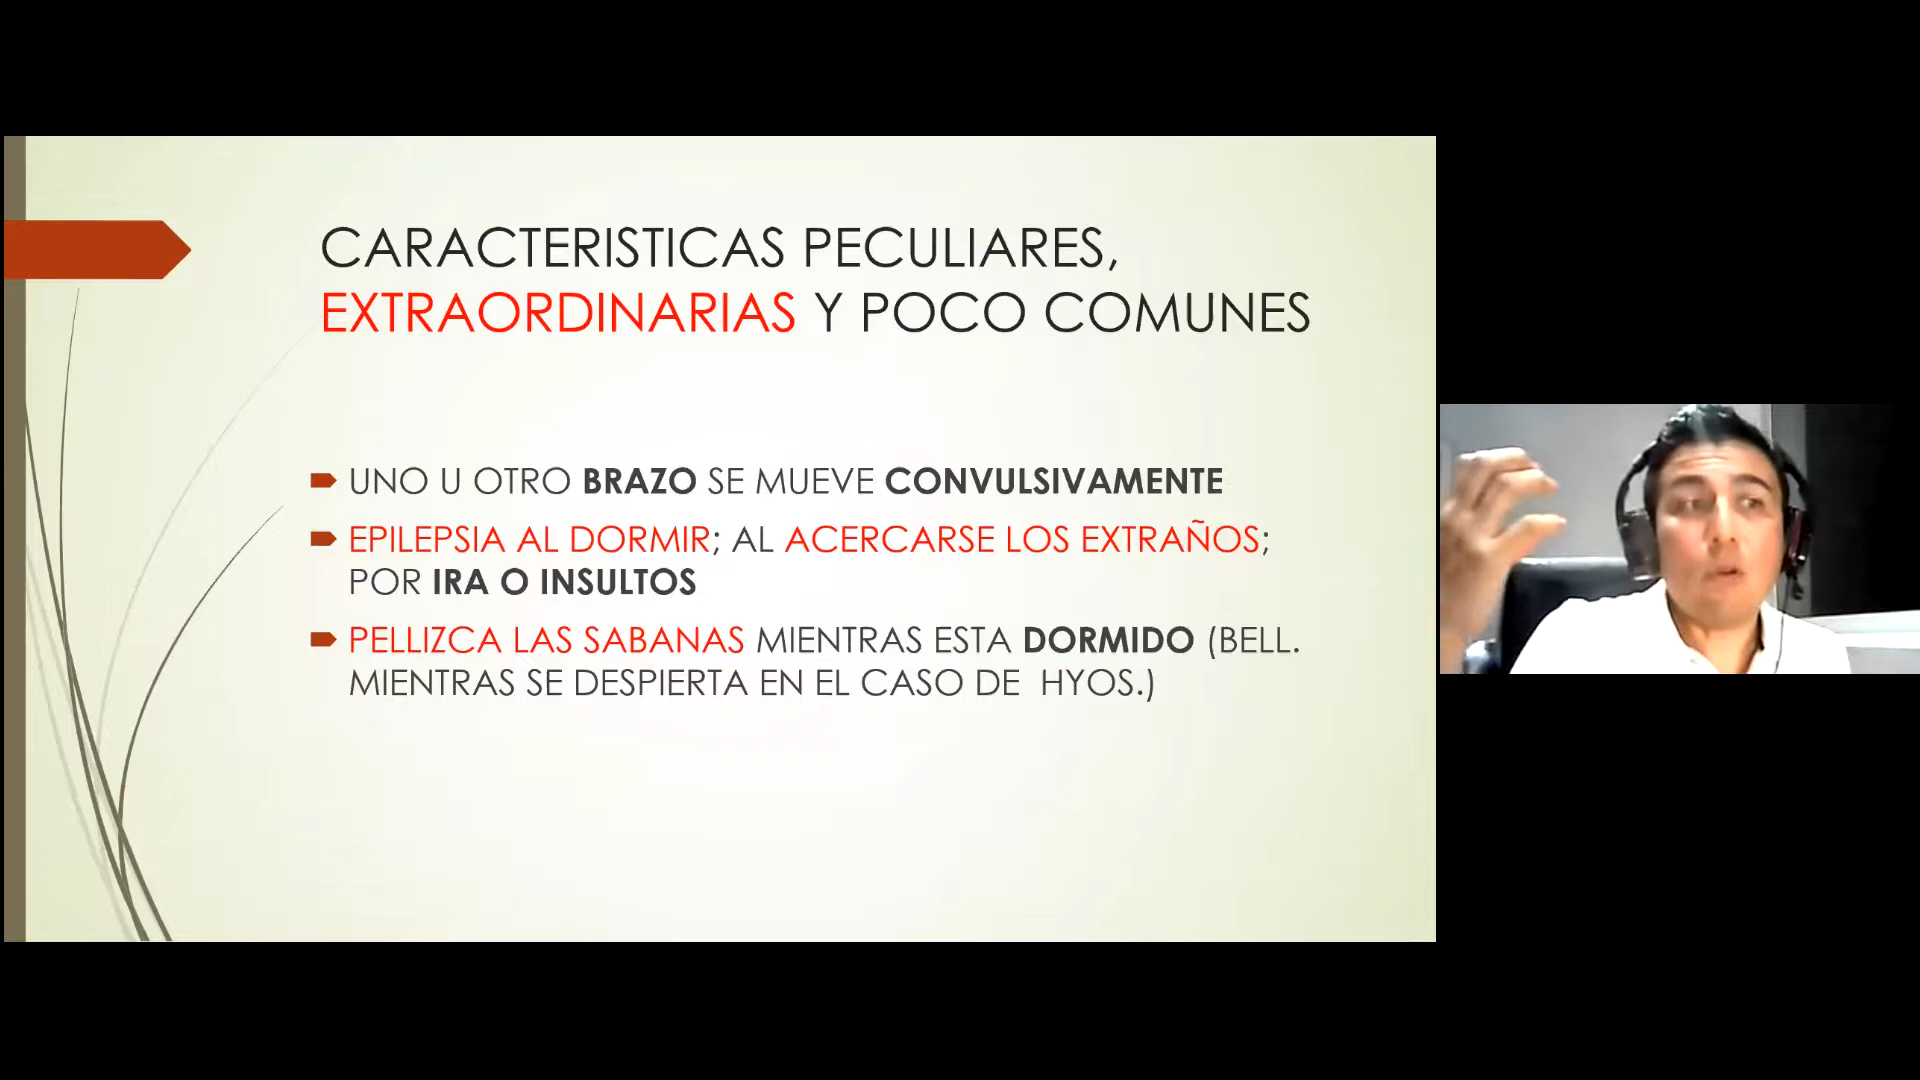 CARACTERISTICAS PECULIARES,
EXTRAORDINARIAS Y POCO COMUNES
UNO U OTRO BRAZO SE MUEVE CONVULSIVAMENTE
EPILEPSIA AL DORMIR; AL ACERCARSE LOS EXTRAÑOS;
POR IRA O INSULTOS
PELLIZCA LAS SABANAS MIENTRAS ESTA DORMIDO (BELL.
MIENTRAS SE DESPIERTA EN EL CASO DE  HYOS.)